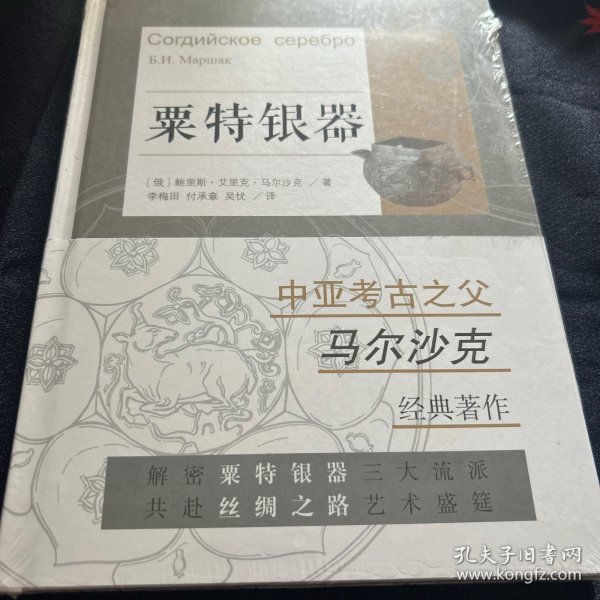 Согдийское серебро
Б.И. Маршак
粟特银器
［俄］鲍里斯·艾里克·马尔沙克 ／ 著
李梅田 付承章 吴忧 ／ 译
中亚考古之父
马尔沙克
经典著作
解密粟特银器三大流派
共赴丝绸之路艺术盛筵
孔夫子旧书网
www.kongfz.com